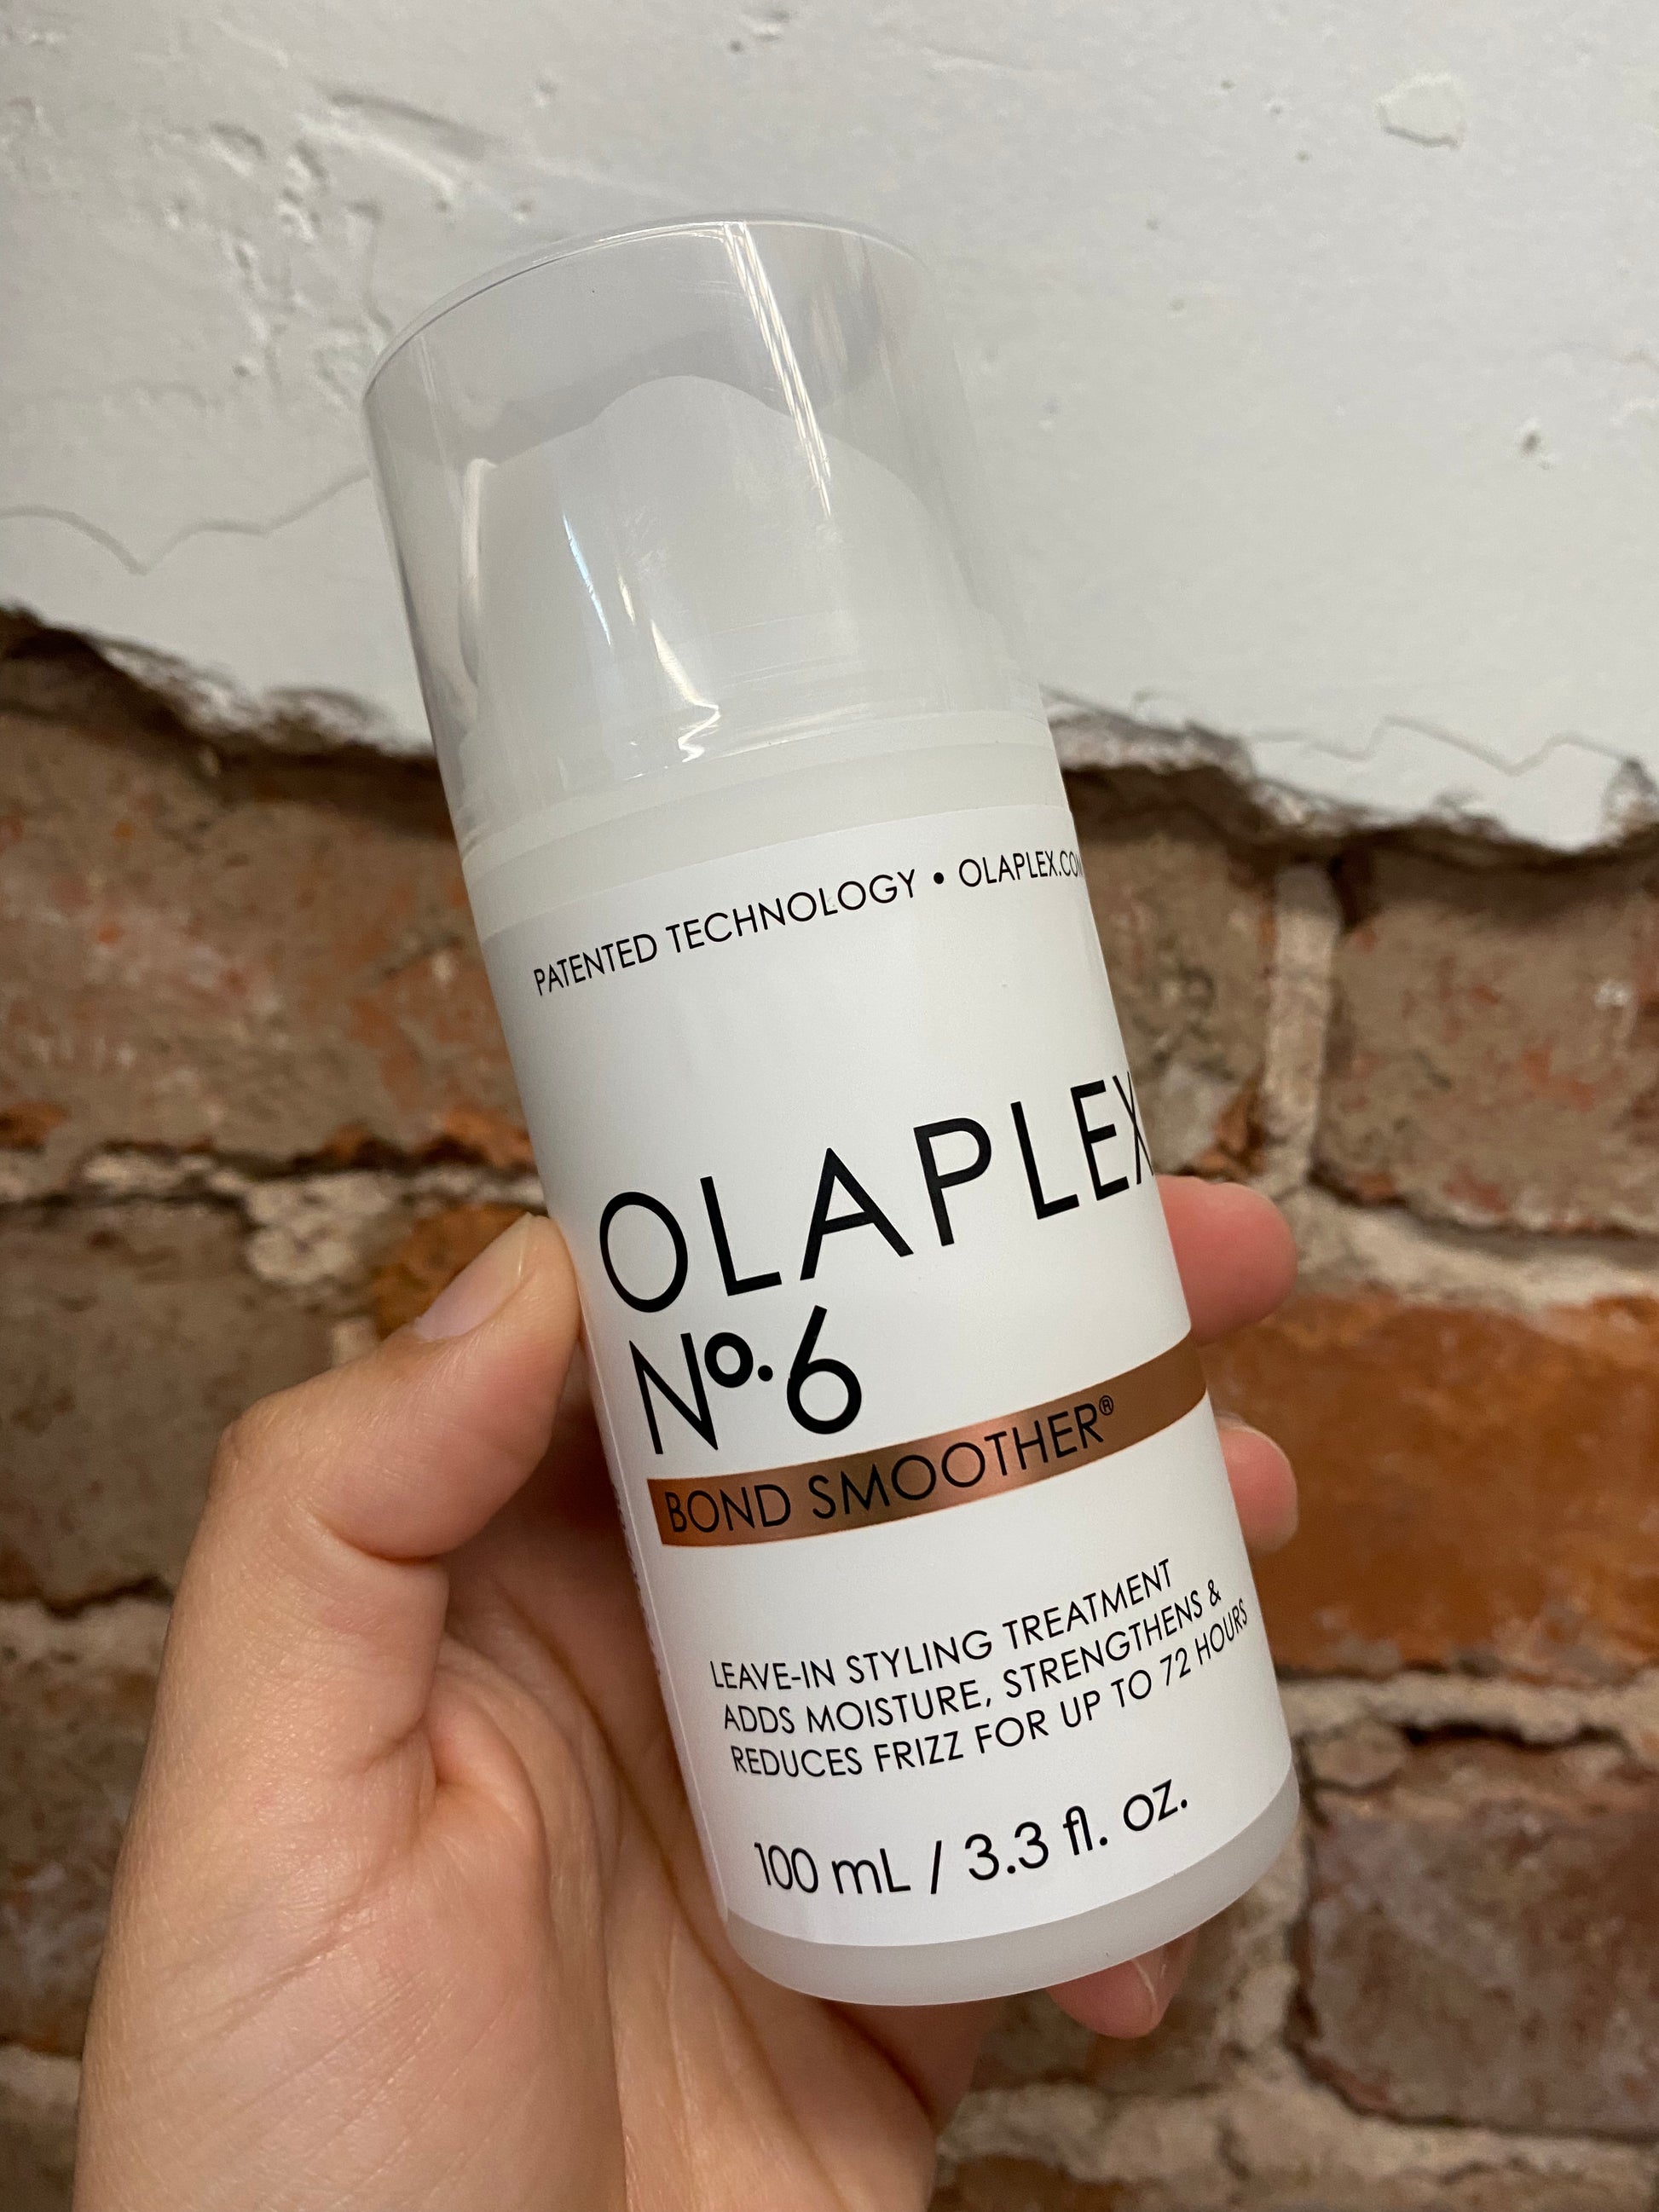 PATENTED TECHNOLOGY • OLAPLEX.COM
OLAPLEX
Nº.6
BOND SMOOTHER®
LEAVE-IN STYLING TREATMENT
ADDS MOISTURE, STRENGTHENS &
REDUCES FRIZZ FOR UP TO 72 HOURS
100 mL / 3.3 fl. oz.